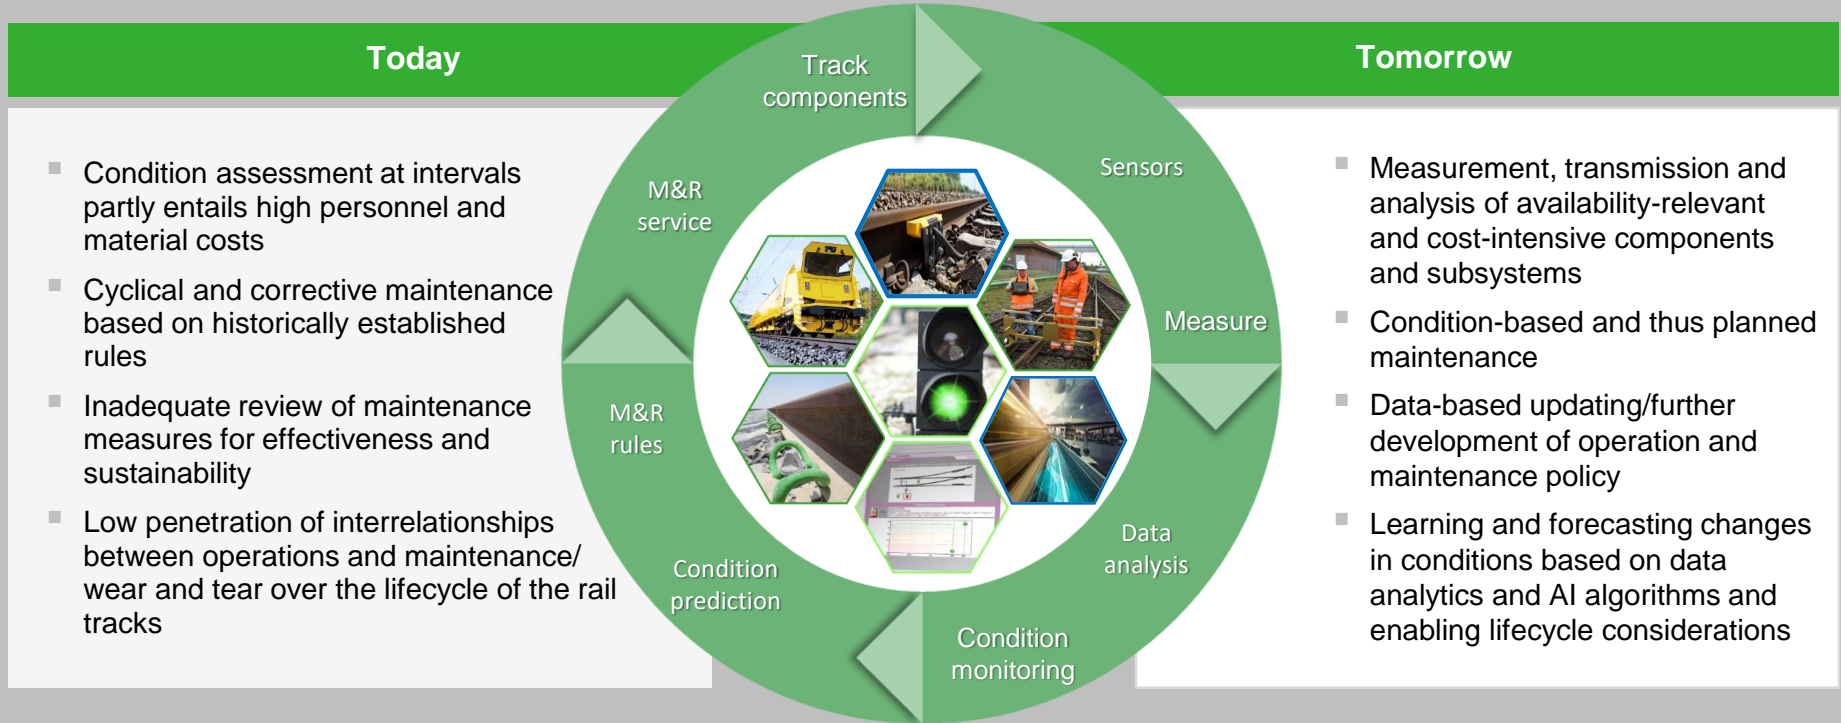 Today
Condition assessment at intervals
partly entails high personnel and
material costs
Cyclical and corrective maintenance
based on historically established
rules
Inadequate review of maintenance
measures for effectiveness and
sustainability
Low penetration of interrelationships
between operations and maintenance/
wear and tear over the lifecycle of the rail
tracks
Track
components
Sensors
Measure
Data
analysis
Condition
monitoring
Condition
prediction
M&R
rules
M&R
service
Tomorrow
Measurement, transmission and
analysis of availability-relevant
and cost-intensive components
and subsystems
Condition-based and thus planned
maintenance
Data-based updating/further
development of operation and
maintenance policy
Learning and forecasting changes
in conditions based on data
analytics and AI algorithms and
enabling lifecycle considerations